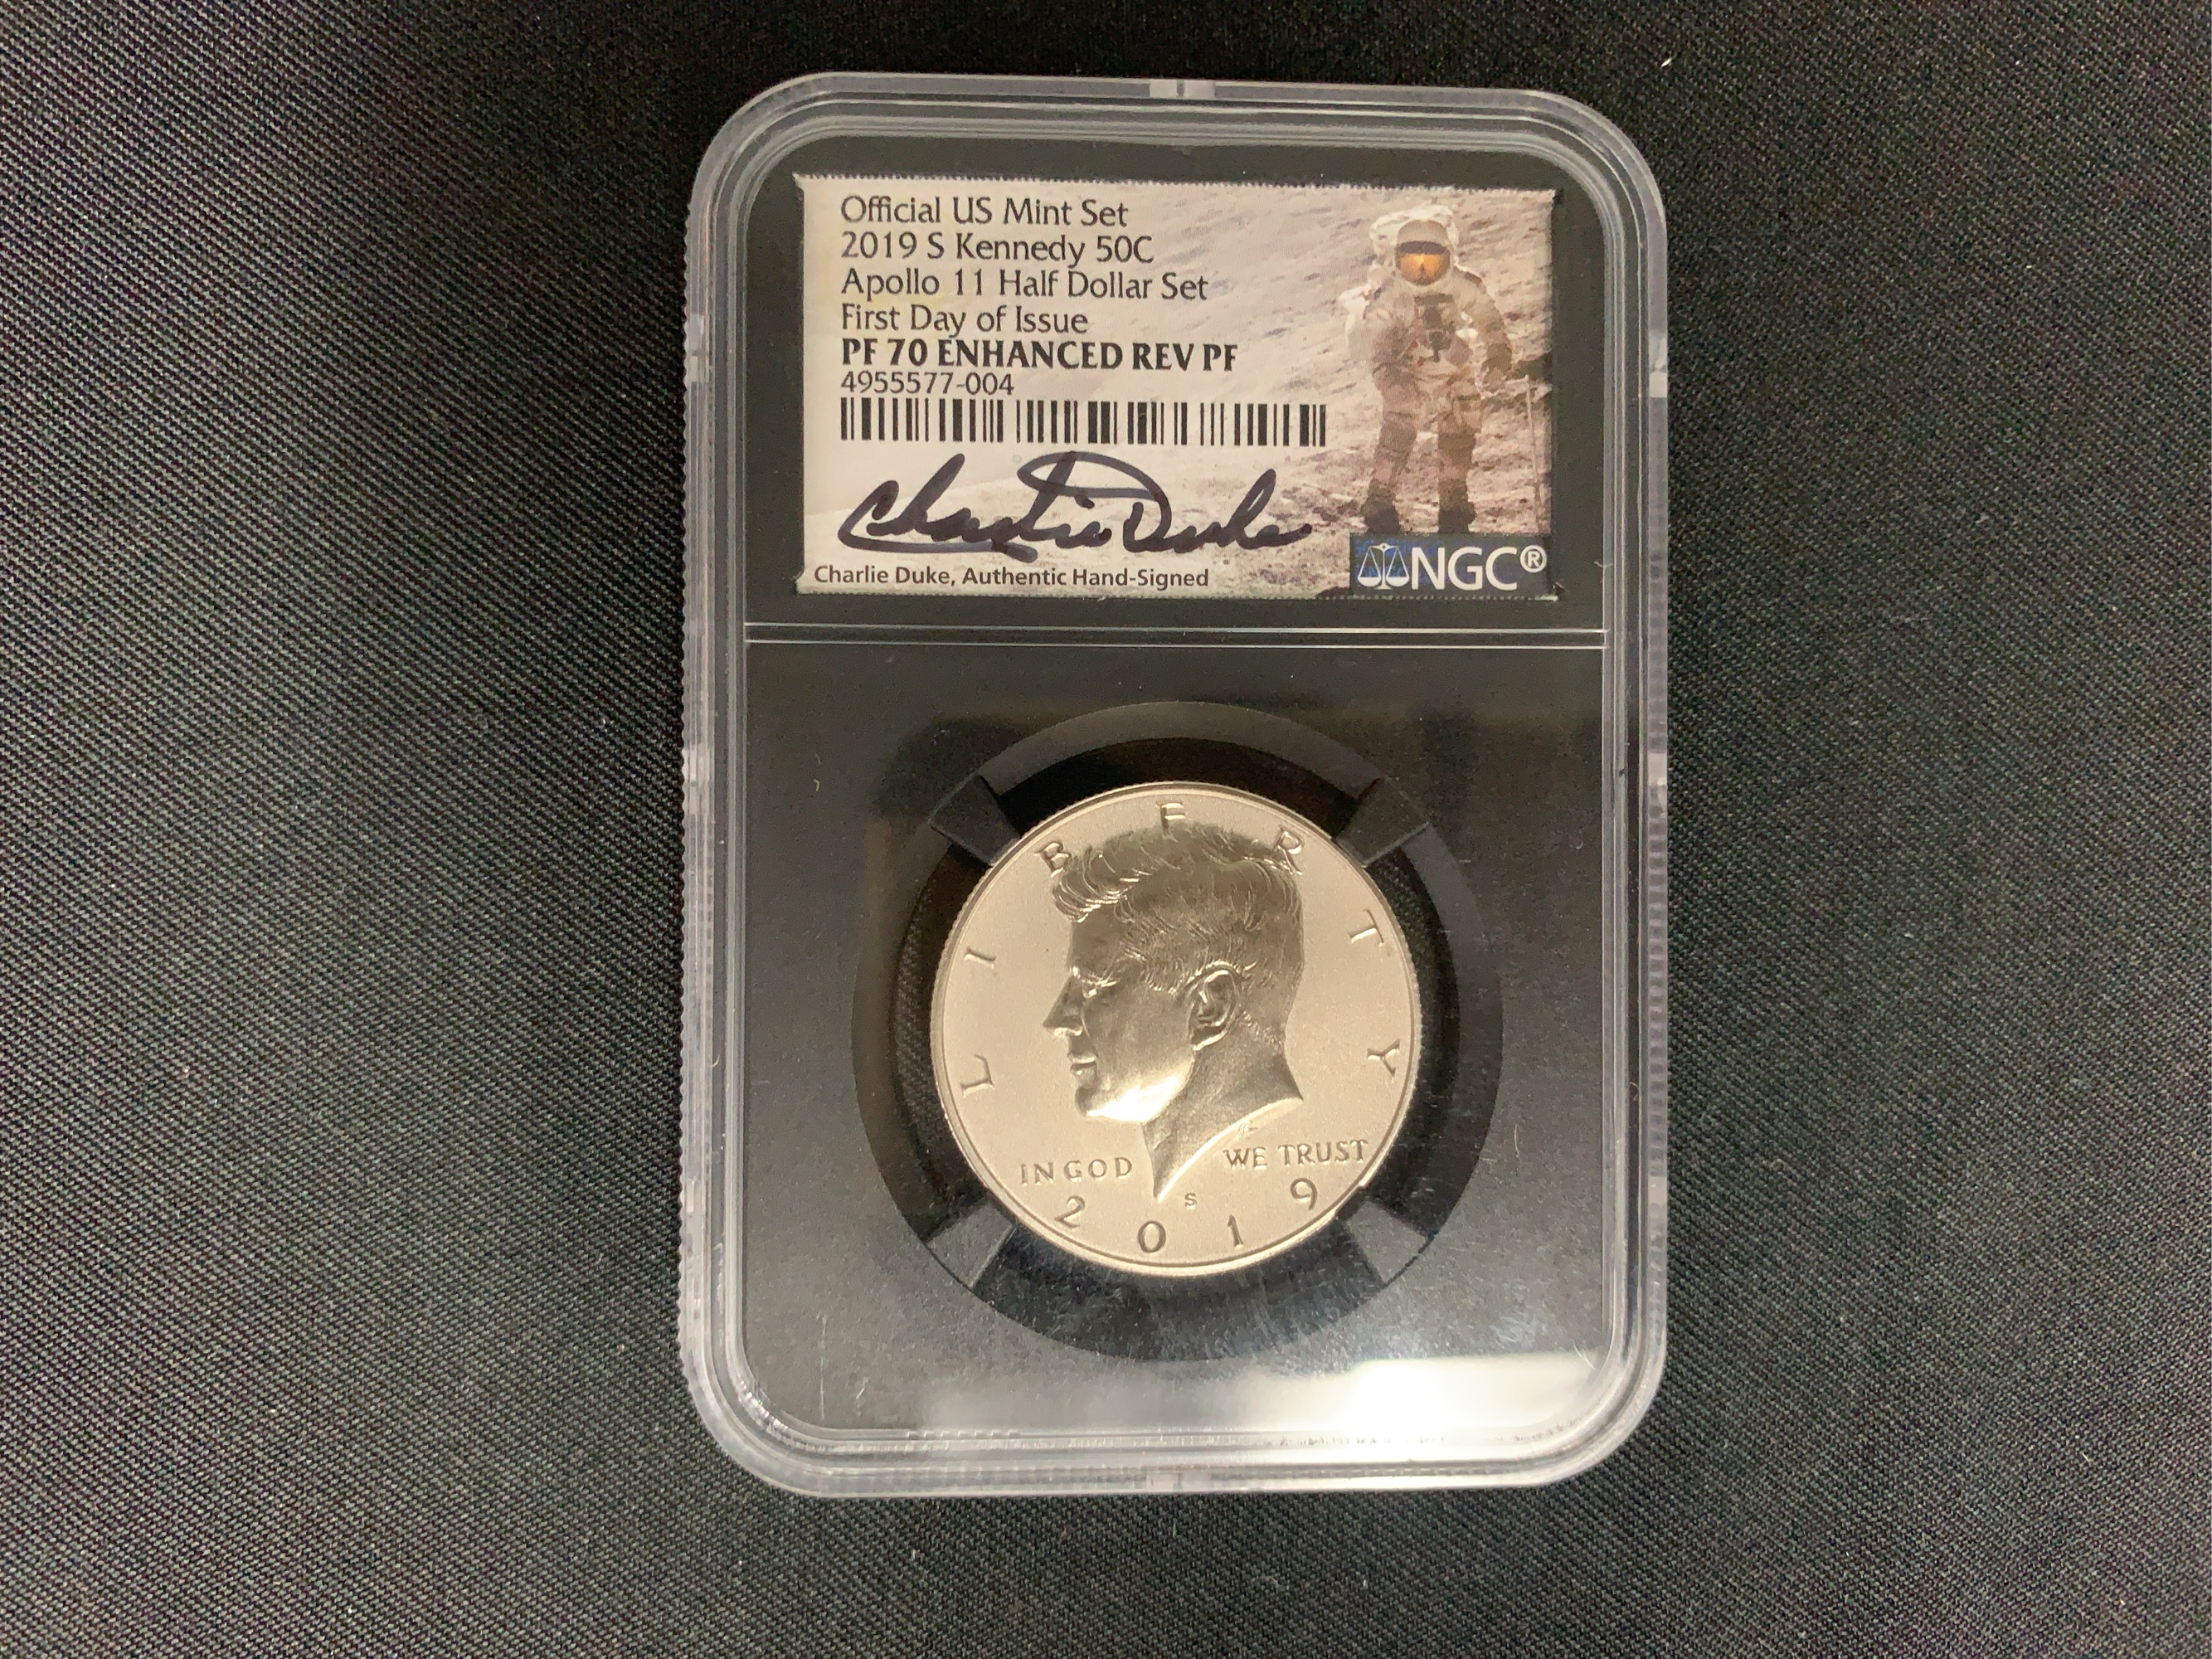 Official US Mint Set
2019 S Kennedy 50C
Apollo 11 Half Dollar Set
First Day of Issue
PF 70 ENHANCED REV PF
4955577-004
Charlie Duke
Charlie Duke, Authentic Hand-Signed
NGC®
LIBERTY
IN GOD WE TRUST
S
2019